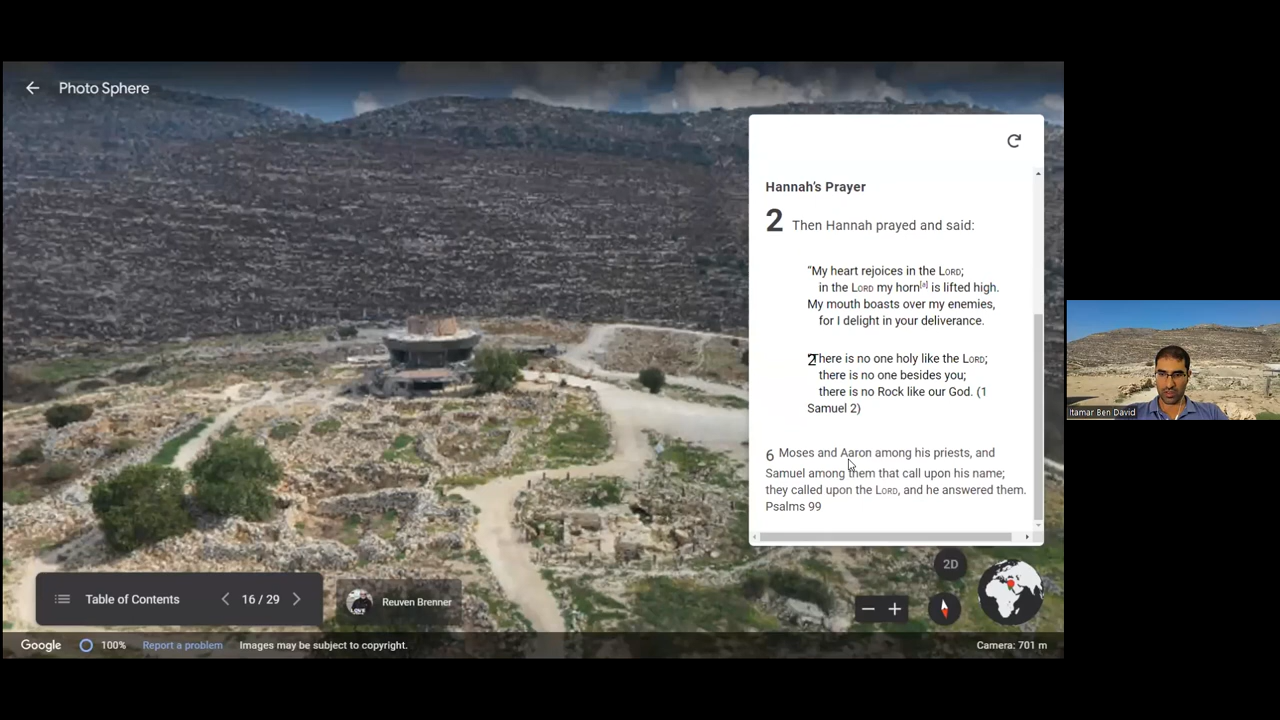 Photo Sphere
Hannah's Prayer
2 Then Hannah prayed and said:
“My heart rejoices in the LORD;
in the LORD my horn[a] is lifted high.
My mouth boasts over my enemies,
for I delight in your deliverance.
2 There is no one holy like the LORD;
there is no one besides you;
there is no Rock like our God. (1
Samuel 2)
6 Moses and Aaron among his priests, and
Samuel among them that call upon his name;
they called upon the LORD, and he answered them.
Psalms 99
Itamar Ben David
2D
Table of Contents
16 / 29
Reuven Brenner
Google
100%
Report a problem
Images may be subject to copyright.
Camera: 701 m